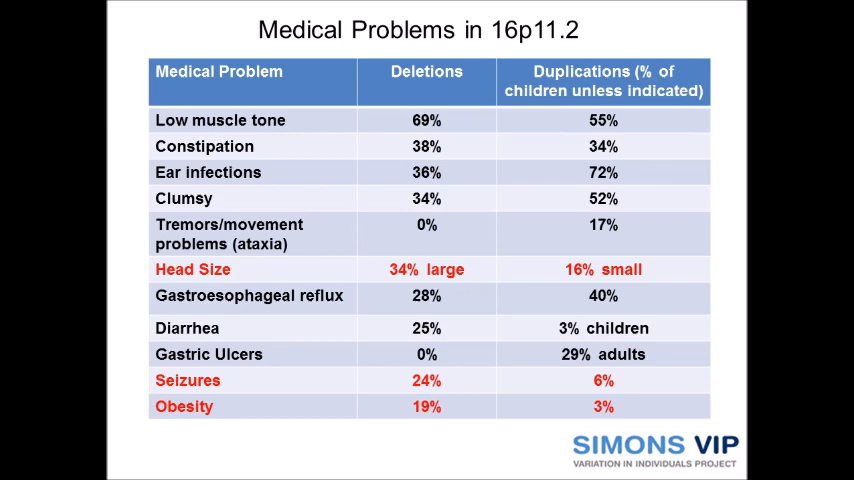 Medical Problems in 16p11.2
Medical Problem Deletions Duplications (% of
children unless indicated)
Low muscle tone 69% 55%
Constipation 38% 34%
Ear infections 36% 72%
Clumsy 34% 52%
Tremors/movement 0% 17%
problems (ataxia)
Head Size 34% large 16% small
Gastroesophageal reflux 28% 40%
Diarrhea 25% 3% children
Gastric Ulcers 0% 29% adults
Seizures 24% 6%
Obesity 19% 3%
SIMONS VIP
VARIATION IN INDIVIDUALS PROJECT